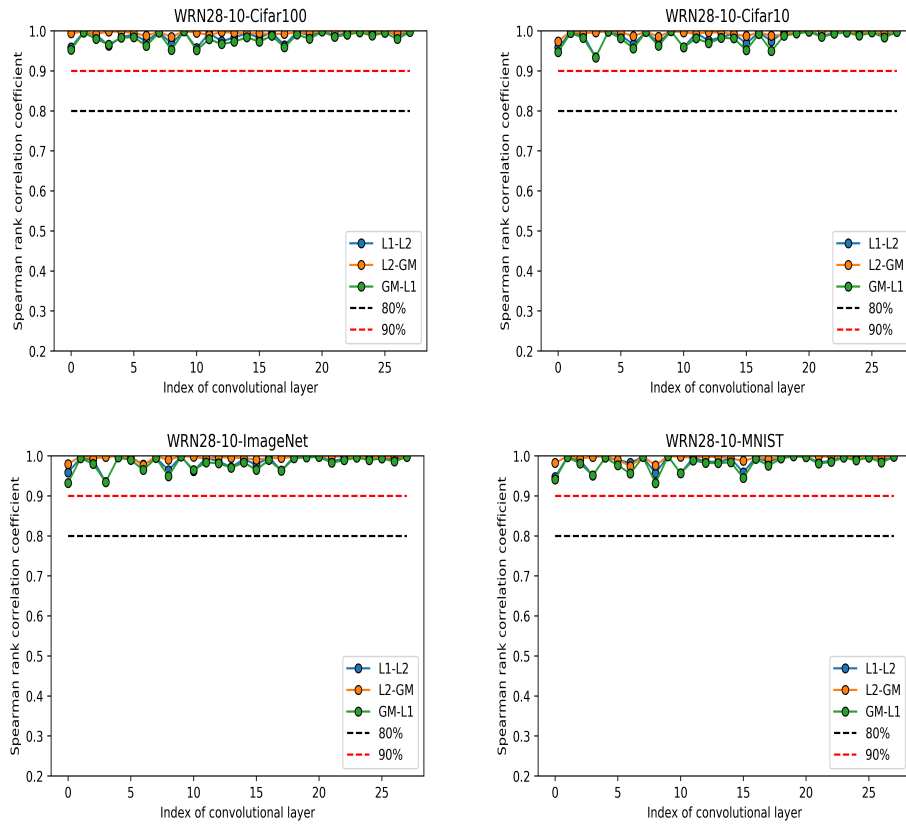 WRN28-10-Cifar100
Spearman rank correlation coefficient
1.0
0.9
0.8
0.7
0.6
0.5
0.4
0.3
0.2
L1-L2
L2-GM
GM-L1
80%
90%
0 5 10 15 20 25
Index of convolutional layer
WRN28-10-Cifar10
Spearman rank correlation coefficient
1.0
0.9
0.8
0.7
0.6
0.5
0.4
0.3
0.2
L1-L2
L2-GM
GM-L1
80%
90%
0 5 10 15 20 25
Index of convolutional layer
WRN28-10-ImageNet
Spearman rank correlation coefficient
1.0
0.9
0.8
0.7
0.6
0.5
0.4
0.3
0.2
L1-L2
L2-GM
GM-L1
80%
90%
0 5 10 15 20 25
Index of convolutional layer
WRN28-10-MNIST
Spearman rank correlation coefficient
1.0
0.9
0.8
0.7
0.6
0.5
0.4
0.3
0.2
L1-L2
L2-GM
GM-L1
80%
90%
0 5 10 15 20 25
Index of convolutional layer